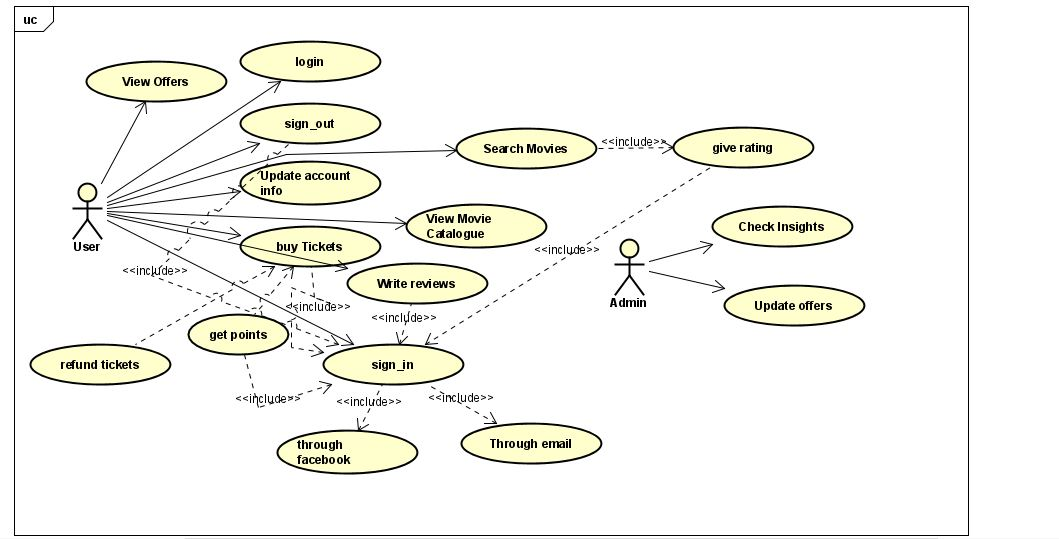 uc
login
View Offers
sign_out
Search Movies
<<include>>
give rating
Update account
info
User
View Movie
Catalogue
buy Tickets
<<include>>
Check Insights
<<include>>
Write reviews
Admin
Update offers
<<include>>
<<include>>
get points
refund tickets
sign_in
<<include>>
<<include>>
<<include>>
through
facebook
Through email